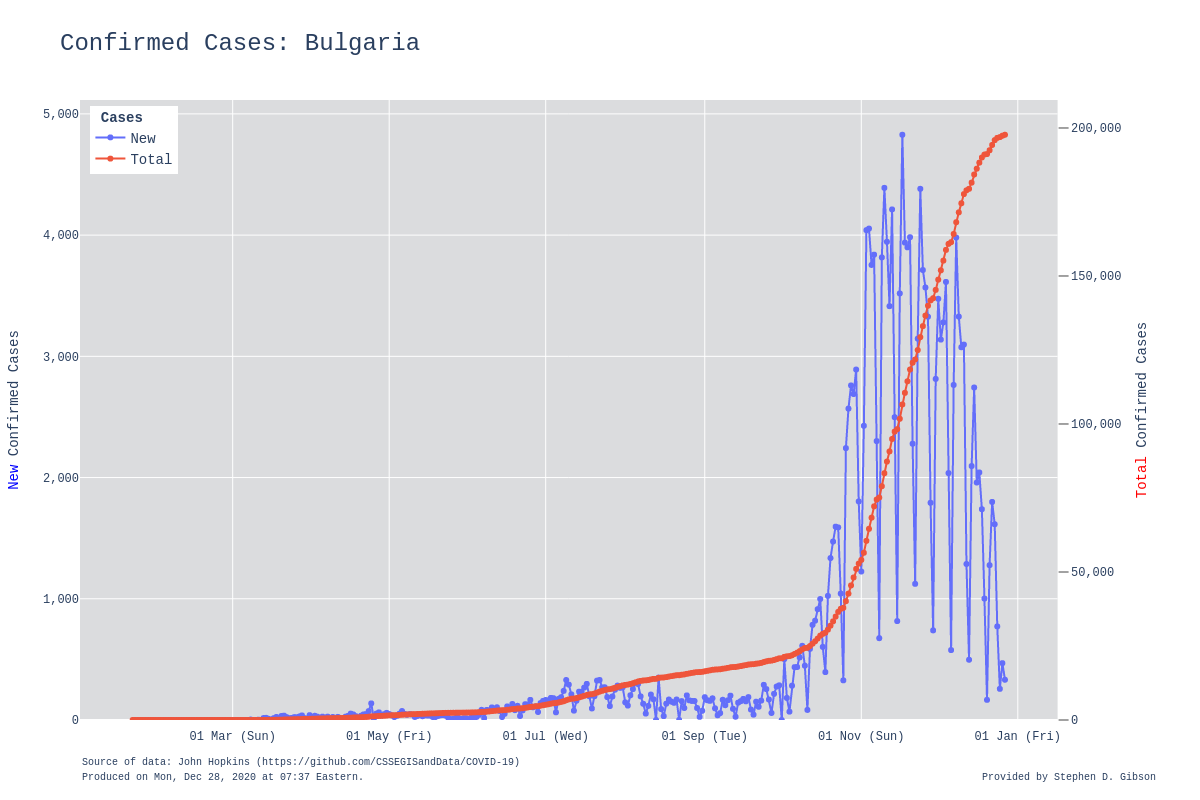 Confirmed Cases: Bulgaria
Cases
New
Total
5,000
4,000
3,000
2,000
1,000
0
200,000
150,000
100,000
50,000
0
New Confirmed Cases
Total Confirmed Cases
01 Mar (Sun)
01 May (Fri)
01 Jul (Wed)
01 Sep (Tue)
01 Nov (Sun)
01 Jan (Fri)
Source of data: John Hopkins (https://github.com/CSSEGISandData/COVID-19)
Produced on Mon, Dec 28, 2020 at 07:37 Eastern.
Provided by Stephen D. Gibson